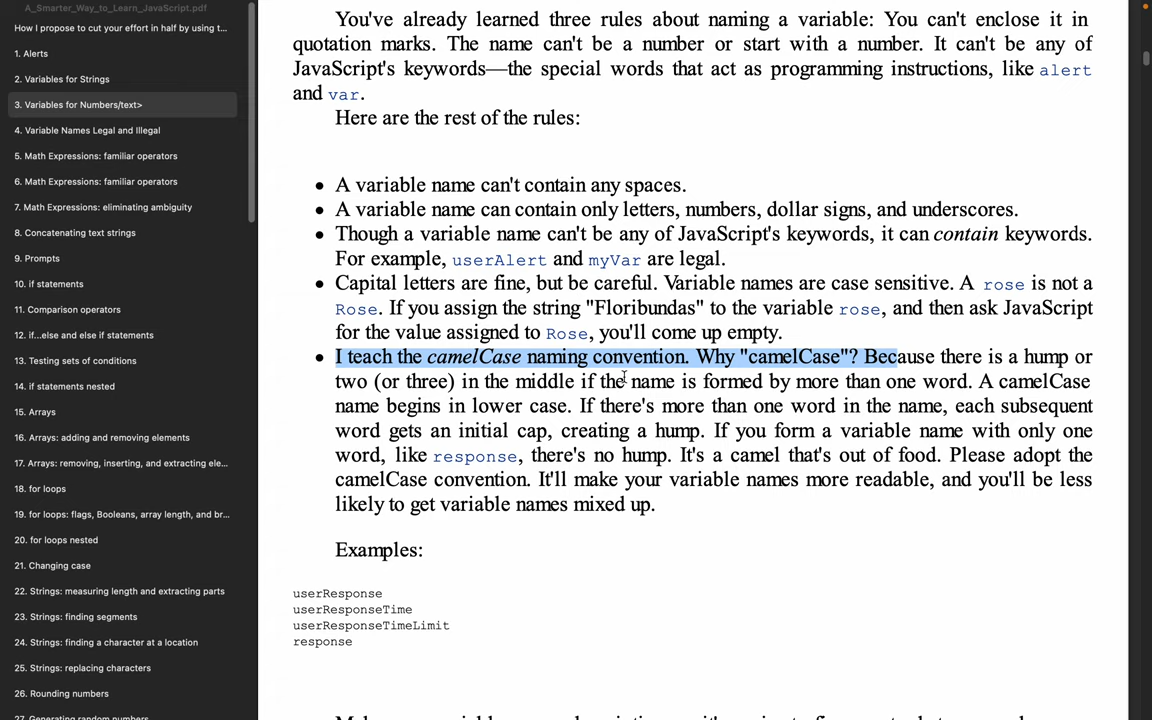 A_Smarter_Way_to_Learn_JavaScript.pdf
How I propose to cut your effort in half by using t...
1. Alerts
2. Variables for Strings
3. Variables for Numbers/text>
4. Variable Names Legal and Illegal
5. Math Expressions: familiar operators
6. Math Expressions: familiar operators
7. Math Expressions: eliminating ambiguity
8. Concatenating text strings
9. Prompts
10. if statements
11. Comparison operators
12. if...else and else if statements
13. Testing sets of conditions
14. if statements nested
15. Arrays
16. Arrays: adding and removing elements
17. Arrays: removing, inserting, and extracting ele...
18. for loops
19. for loops: flags, Booleans, array length, and br...
20. for loops nested
21. Changing case
22. Strings: measuring length and extracting parts
23. Strings: finding segments
24. Strings: finding a character at a location
25. Strings: replacing characters
26. Rounding numbers
27. Generating random numbers
You've already learned three rules about naming a variable: You can't enclose it in
quotation marks. The name can't be a number or start with a number. It can't be any of
JavaScript's keywords—the special words that act as programming instructions, like alert
and var.
Here are the rest of the rules:
• A variable name can't contain any spaces.
• A variable name can contain only letters, numbers, dollar signs, and underscores.
• Though a variable name can't be any of JavaScript's keywords, it can contain keywords.
For example, userAlert and myVar are legal.
• Capital letters are fine, but be careful. Variable names are case sensitive. A rose is not a
Rose. If you assign the string "Floribundas" to the variable rose, and then ask JavaScript
for the value assigned to Rose, you'll come up empty.
• I teach the camelCase naming convention. Why "camelCase"? Because there is a hump or
two (or three) in the middle if the name is formed by more than one word. A camelCase
name begins in lower case. If there's more than one word in the name, each subsequent
word gets an initial cap, creating a hump. If you form a variable name with only one
word, like response, there's no hump. It's a camel that's out of food. Please adopt the
camelCase convention. It'll make your variable names more readable, and you'll be less
likely to get variable names mixed up.
Examples:
userResponse
userResponseTime
userResponseTimeLimit
response